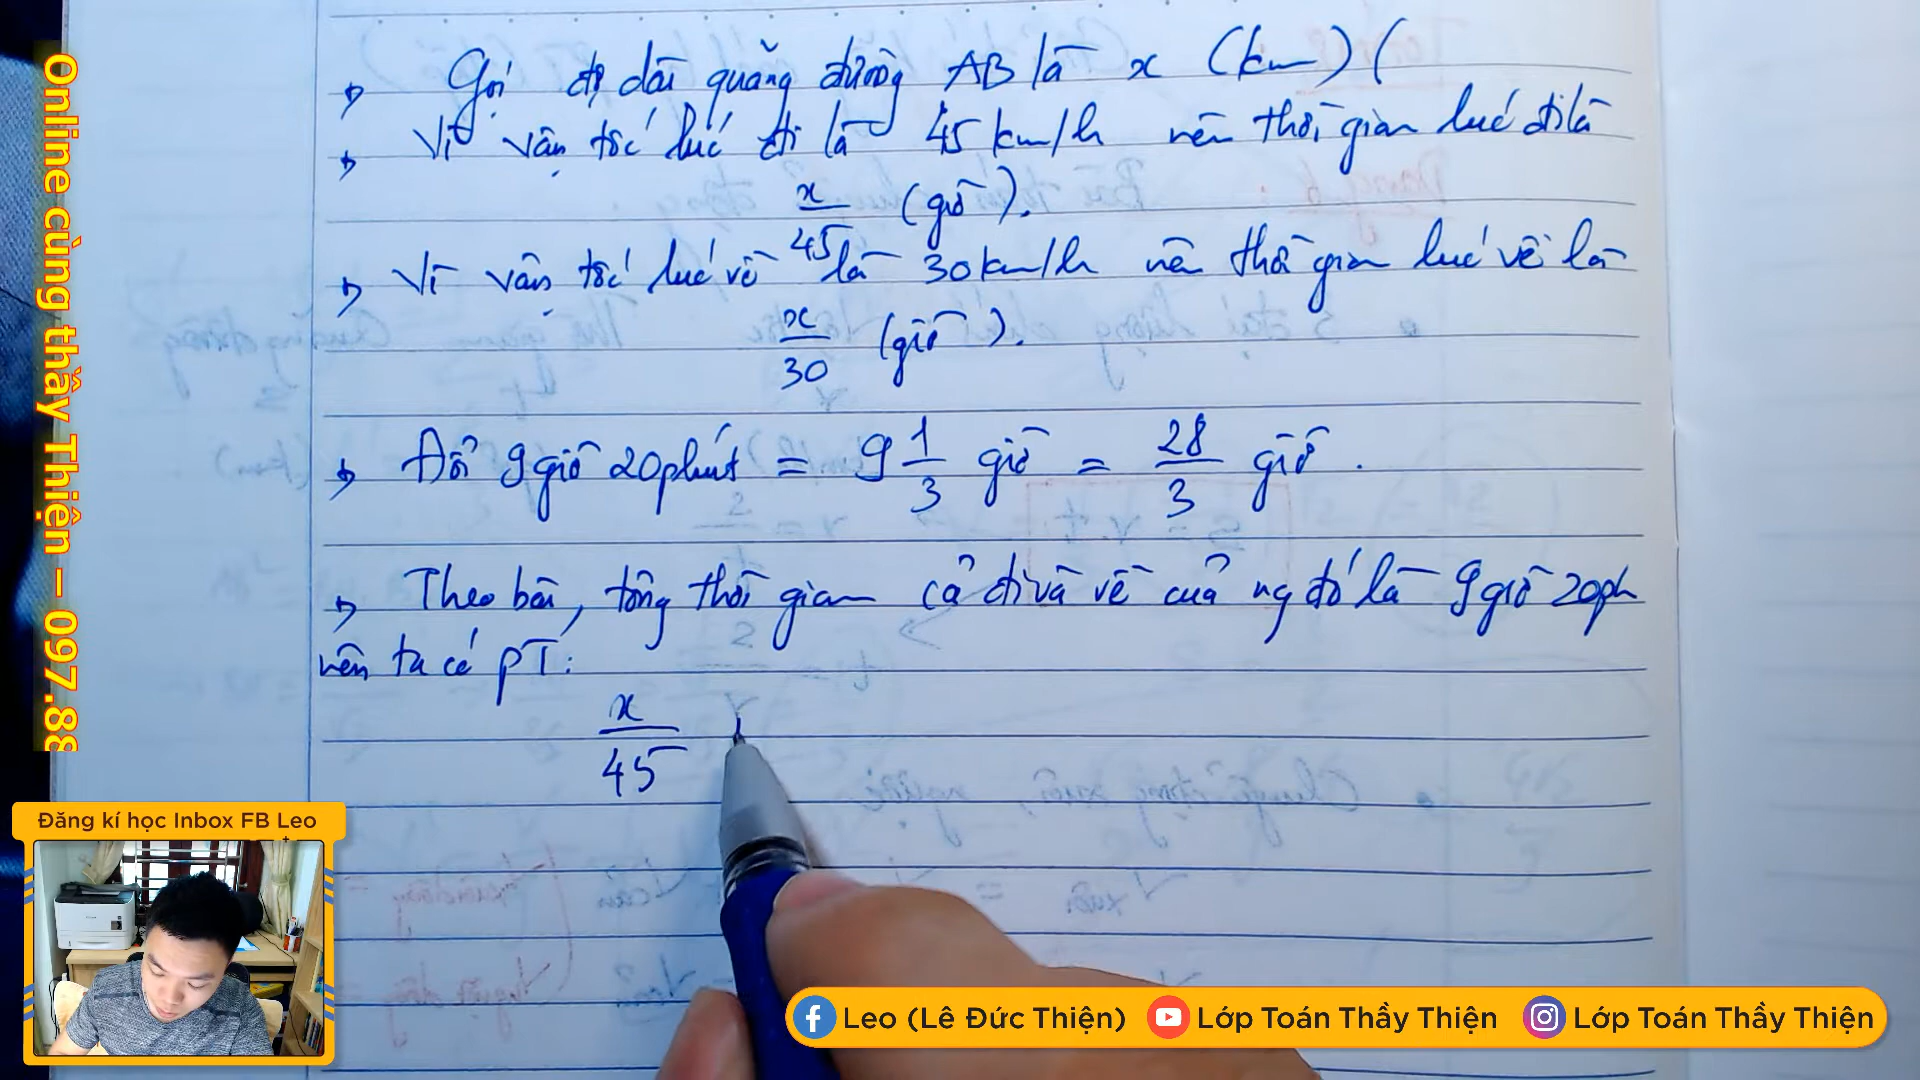 Gọi độ dài quãng đường AB là x (km) (
Vì vận tốc lúc đi là 45 km/h nên thời gian lúc đi là
x/45 (giờ).
Vì vận tốc lúc về là 30 km/h nên thời gian lúc về là
x/30 (giờ).
Đổi 9 giờ 20 phút = 9 1/3 giờ = 28/3 giờ.
Theo bài, tổng thời gian cả đi và về của ng đó là 9 giờ 20ph
nên ta có PT:
x/45
Online cùng thầy Thiện – 097.88
Đăng kí học Inbox FB Leo
Leo (Lê Đức Thiện)
Lớp Toán Thầy Thiện
Lớp Toán Thầy Thiện